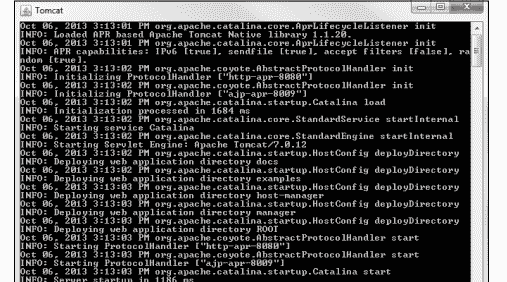 Tomcat
Oct 06, 2013 3:13:01 PM org.apache.catalina.core.AprLifecycleListener init
INFO: Loaded APR based Apache Tomcat Native library 1.1.20.
Oct 06, 2013 3:13:01 PM org.apache.catalina.core.AprLifecycleListener init
INFO: APR capabilities: IPv6 [true], sendfile [true], accept filters [false], ra
ndom [true].
Oct 06, 2013 3:13:02 PM org.apache.coyote.AbstractProtocolHandler init
INFO: Initializing ProtocolHandler ["http-apr-8080"]
Oct 06, 2013 3:13:02 PM org.apache.coyote.AbstractProtocolHandler init
INFO: Initializing ProtocolHandler ["ajp-apr-8009"]
Oct 06, 2013 3:13:02 PM org.apache.catalina.startup.Catalina load
INFO: Initialization processed in 1684 ms
Oct 06, 2013 3:13:02 PM org.apache.catalina.core.StandardService startInternal
INFO: Starting service Catalina
Oct 06, 2013 3:13:02 PM org.apache.catalina.core.StandardEngine startInternal
INFO: Starting Servlet Engine: Apache Tomcat/7.0.12
Oct 06, 2013 3:13:02 PM org.apache.catalina.startup.HostConfig deployDirectory
INFO: Deploying web application directory docs
Oct 06, 2013 3:13:02 PM org.apache.catalina.startup.HostConfig deployDirectory
INFO: Deploying web application directory examples
Oct 06, 2013 3:13:03 PM org.apache.catalina.startup.HostConfig deployDirectory
INFO: Deploying web application directory host-manager
Oct 06, 2013 3:13:03 PM org.apache.catalina.startup.HostConfig deployDirectory
INFO: Deploying web application directory manager
Oct 06, 2013 3:13:03 PM org.apache.catalina.startup.HostConfig deployDirectory
INFO: Deploying web application directory ROOT
Oct 06, 2013 3:13:03 PM org.apache.coyote.AbstractProtocolHandler start
INFO: Starting ProtocolHandler ["http-apr-8080"]
Oct 06, 2013 3:13:03 PM org.apache.coyote.AbstractProtocolHandler start
INFO: Starting ProtocolHandler ["ajp-apr-8009"]
Oct 06, 2013 3:13:03 PM org.apache.catalina.startup.Catalina start
INFO: Server startup in 1186 ms